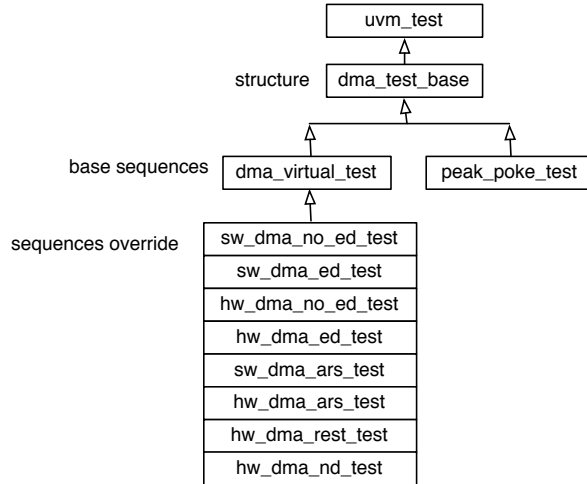 uvm_test
structure
dma_test_base
base sequences
dma_virtual_test
peak_poke_test
sequences override
sw_dma_no_ed_test
sw_dma_ed_test
hw_dma_no_ed_test
hw_dma_ed_test
sw_dma_ars_test
hw_dma_ars_test
hw_dma_rest_test
hw_dma_nd_test